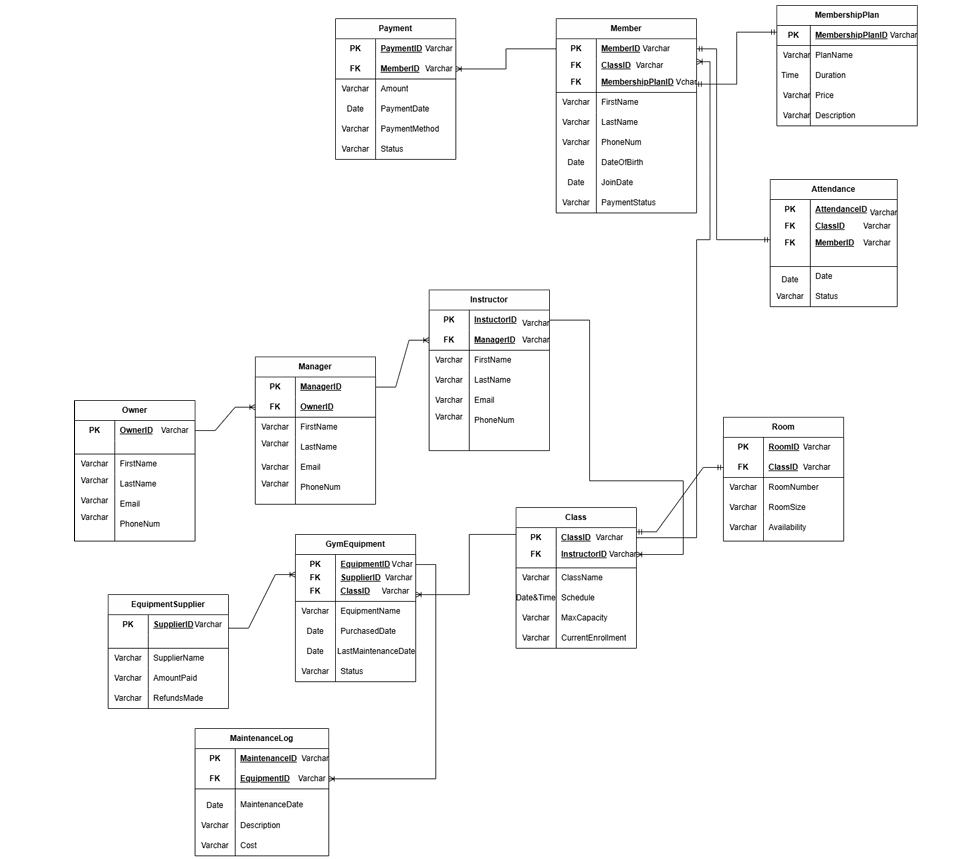 Payment
PK PaymentID Varchar
FK MemberID Varchar
Varchar Amount
Date PaymentDate
Varchar PaymentMethod
Varchar Status
Member
PK MemberID Varchar
FK ClassID Varchar
FK MembershipPlanID Vchar
Varchar FirstName
Varchar LastName
Varchar PhoneNum
Date DateOfBirth
Date JoinDate
Varchar PaymentStatus
MembershipPlan
PK MembershipPlanID Varchar
Varchar PlanName
Time Duration
Varchar Price
Varchar Description
Attendance
PK AttendanceID Varchar
FK ClassID Varchar
FK MemberID Varchar
Date Date
Varchar Status
Instructor
PK InstuctorID Varchar
FK ManagerID Varchar
Varchar FirstName
Varchar LastName
Varchar Email
Varchar PhoneNum
Manager
PK ManagerID
FK OwnerID
Varchar FirstName
Varchar LastName
Varchar Email
Varchar PhoneNum
Owner
PK OwnerID Varchar
Varchar FirstName
Varchar LastName
Varchar Email
Varchar PhoneNum
Room
PK RoomID Varchar
FK ClassID Varchar
Varchar RoomNumber
Varchar RoomSize
Varchar Availability
Class
PK ClassID Varchar
FK InstructorID Varchar
Varchar ClassName
Date&Time Schedule
Varchar MaxCapacity
Varchar CurrentEnrollment
GymEquipment
PK EquipmentID Vchar
FK SupplierID Varchar
FK ClassID Varchar
Varchar EquipmentName
Date PurchasedDate
Date LastMaintenanceDate
Varchar Status
EquipmentSupplier
PK SupplierID Varchar
Varchar SupplierName
Varchar AmountPaid
Varchar RefundsMade
MaintenanceLog
PK MaintenanceID Varchar
FK EquipmentID Varchar
Date MaintenanceDate
Varchar Description
Varchar Cost